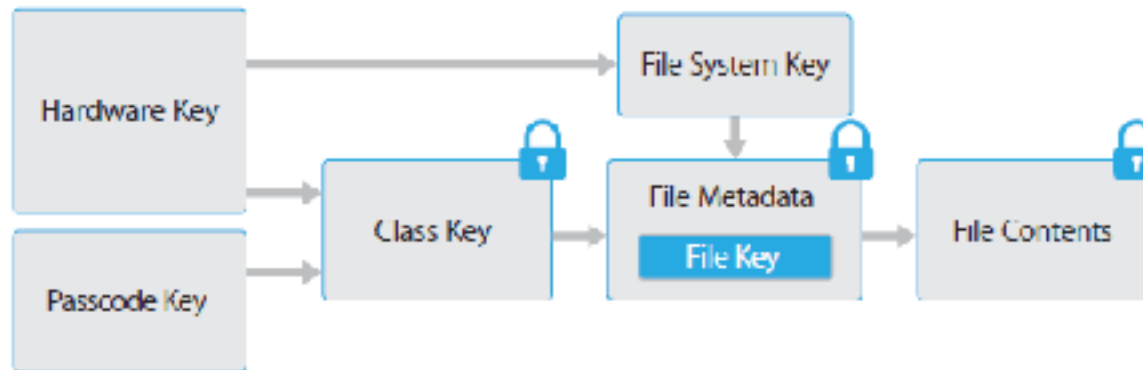 Hardware Key
File System Key
File Metadata
File Key
Class Key
File Contents
Passcode Key